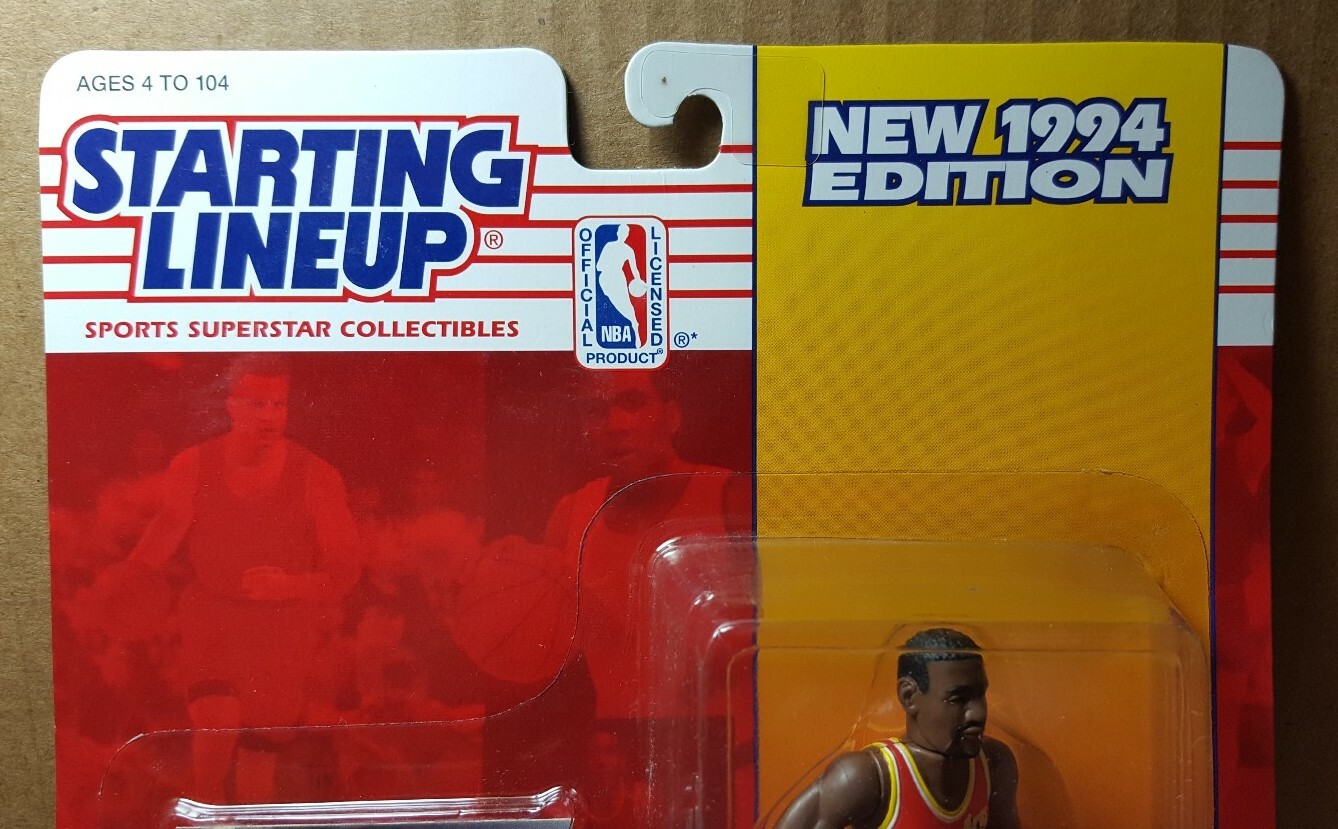 AGES 4 TO 104
STARTING
LINEUP®
SPORTS SUPERSTAR COLLECTIBLES
OFFICIAL
LICENSED
NBA
PRODUCT®
®*
NEW 1994
EDITION